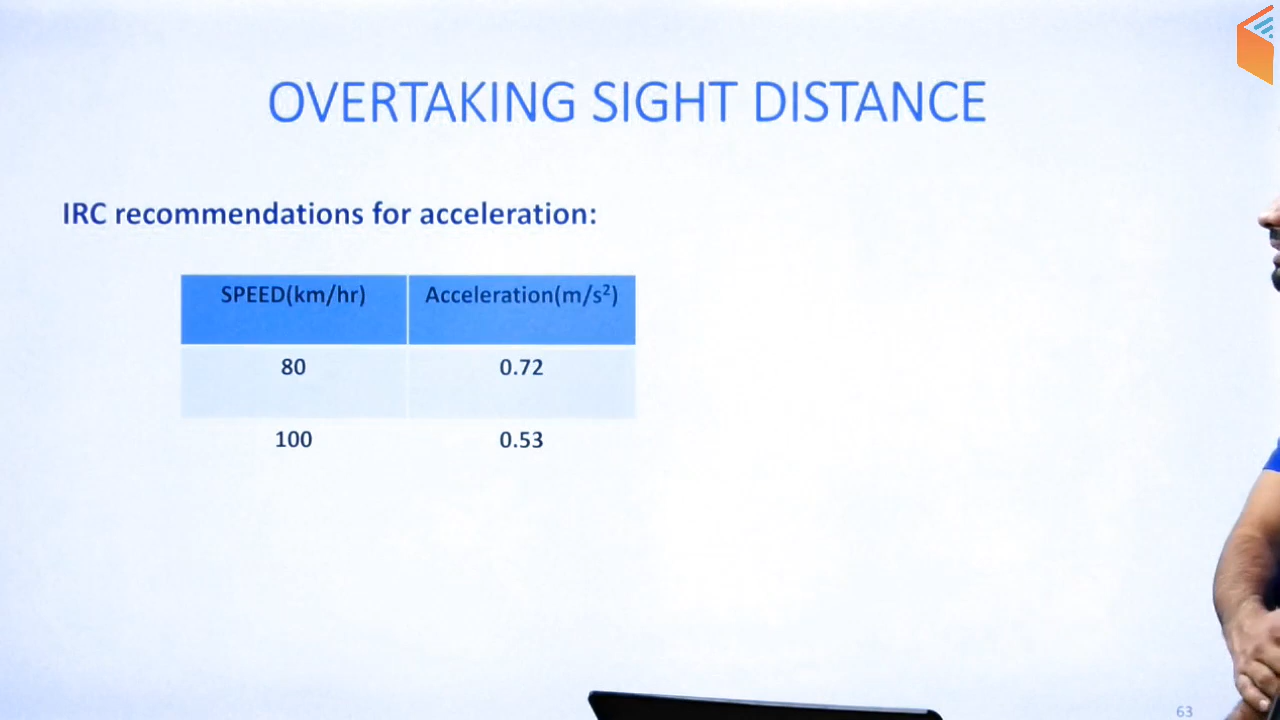 OVERTAKING SIGHT DISTANCE
IRC recommendations for acceleration:
SPEED(km/hr) Acceleration(m/s²)
80 0.72
100 0.53
63